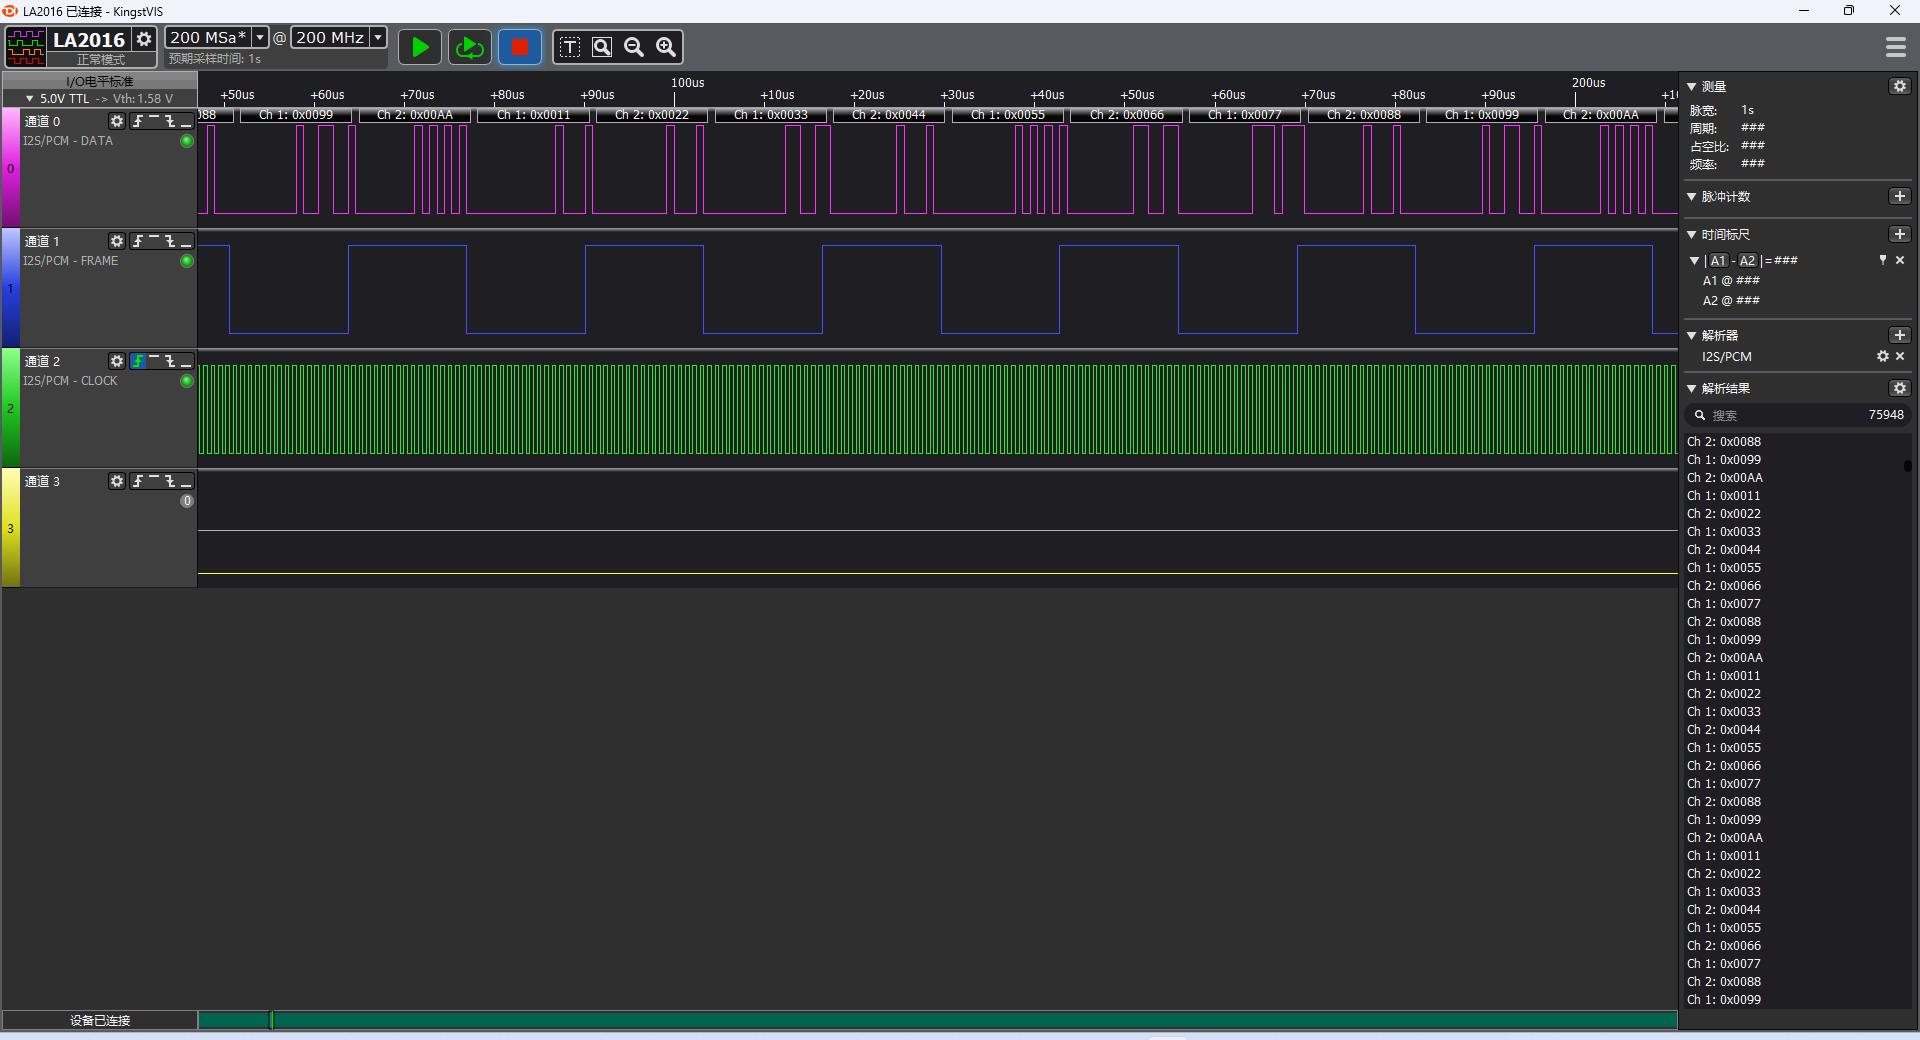 LA2016 已连接 - KingstVIS
LA2016
正常模式
200 MSa*
@
200 MHz
预期采样时间: 1s
T
I/O电平标准
5.0V TTL -> Vth: 1.58 V
+50us
+60us
+70us
+80us
+90us
100us
+10us
+20us
+30us
+40us
+50us
+60us
+70us
+80us
+90us
200us
+1
088
Ch 1: 0x0099
Ch 2: 0x00AA
Ch 1: 0x0011
Ch 2: 0x0022
Ch 1: 0x0033
Ch 2: 0x0044
Ch 1: 0x0055
Ch 2: 0x0066
Ch 1: 0x0077
Ch 2: 0x0088
Ch 1: 0x0099
Ch 2: 0x00AA
通道 0
I2S/PCM - DATA
0
通道 1
I2S/PCM - FRAME
1
通道 2
I2S/PCM - CLOCK
2
通道 3
0
3
设备已连接
测量
脉宽: 1s
周期: ###
占空比: ###
频率: ###
脉冲计数
时间标尺
|A1 - A2|=###
A1 @ ###
A2 @ ###
解析器
I2S/PCM
解析结果
搜索
75948
Ch 2: 0x0088
Ch 1: 0x0099
Ch 2: 0x00AA
Ch 1: 0x0011
Ch 2: 0x0022
Ch 1: 0x0033
Ch 2: 0x0044
Ch 1: 0x0055
Ch 2: 0x0066
Ch 1: 0x0077
Ch 2: 0x0088
Ch 1: 0x0099
Ch 2: 0x00AA
Ch 1: 0x0011
Ch 2: 0x0022
Ch 1: 0x0033
Ch 2: 0x0044
Ch 1: 0x0055
Ch 2: 0x0066
Ch 1: 0x0077
Ch 2: 0x0088
Ch 1: 0x0099
Ch 2: 0x00AA
Ch 1: 0x0011
Ch 2: 0x0022
Ch 1: 0x0033
Ch 2: 0x0044
Ch 1: 0x0055
Ch 2: 0x0066
Ch 1: 0x0077
Ch 2: 0x0088
Ch 1: 0x0099